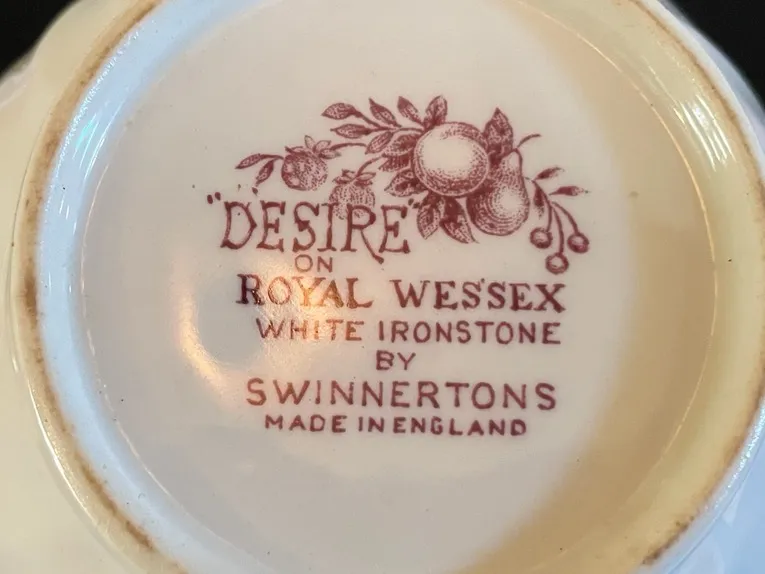 "DESIRE"
ON
ROYAL WESSEX
WHITE IRONSTONE
BY
SWINNERTONS
MADE IN ENGLAND